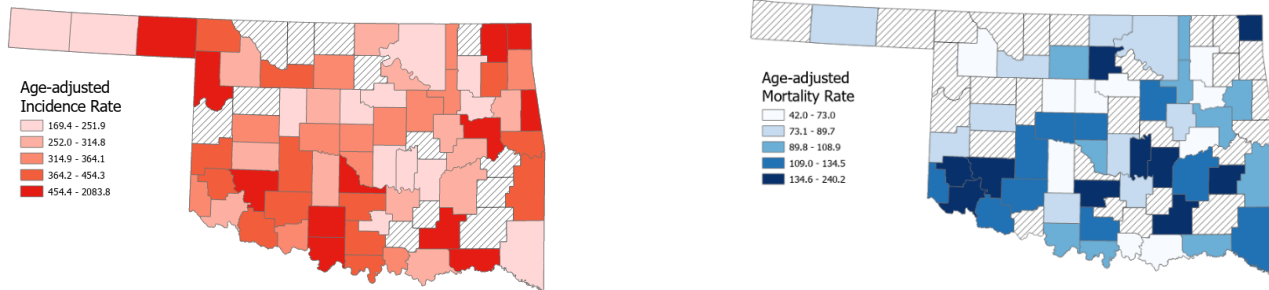 Age-adjusted
Incidence Rate
169.4 - 251.9
252.0 - 314.8
314.9 - 364.1
364.2 - 454.3
454.4 - 2083.8
Age-adjusted
Mortality Rate
42.0 - 73.0
73.1 - 89.7
89.8 - 108.9
109.0 - 134.5
134.6 - 240.2